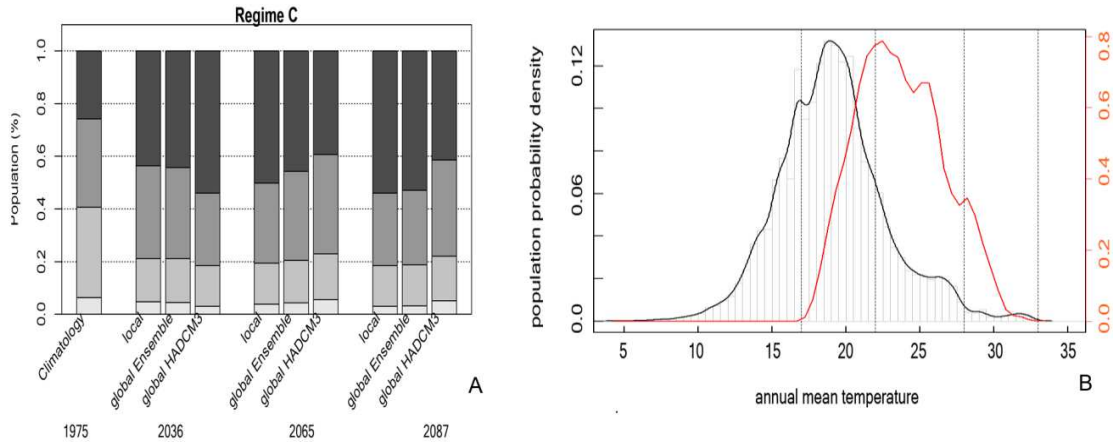 Regime C
Population (%)
1.0
0.8
0.6
0.4
0.2
0.0
Climatology
local
global Ensemble
global HADCM3
local
global Ensemble
global HADCM3
local
global Ensemble
global HADCM3
1975
2036
2065
2087
A
population probability density
0.12
0.06
0.0
0.8
0.6
0.4
0.2
0.0
5
10
15
20
25
30
35
annual mean temperature
B